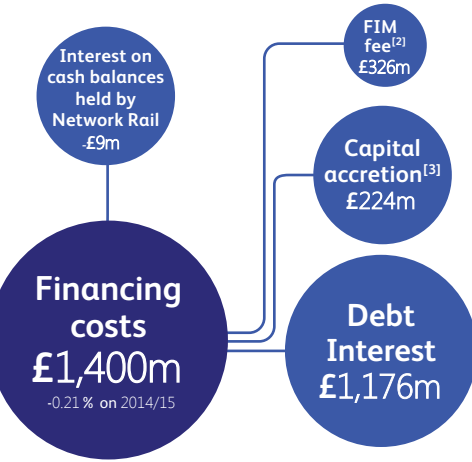 Interest on
cash balances
held by
Network Rail
-£9m
FIM
fee[2]
£326m
Capital
accretion[3]
£224m
Financing
costs
£1,400m
-0.21% on 2014/15
Debt
Interest
£1,176m